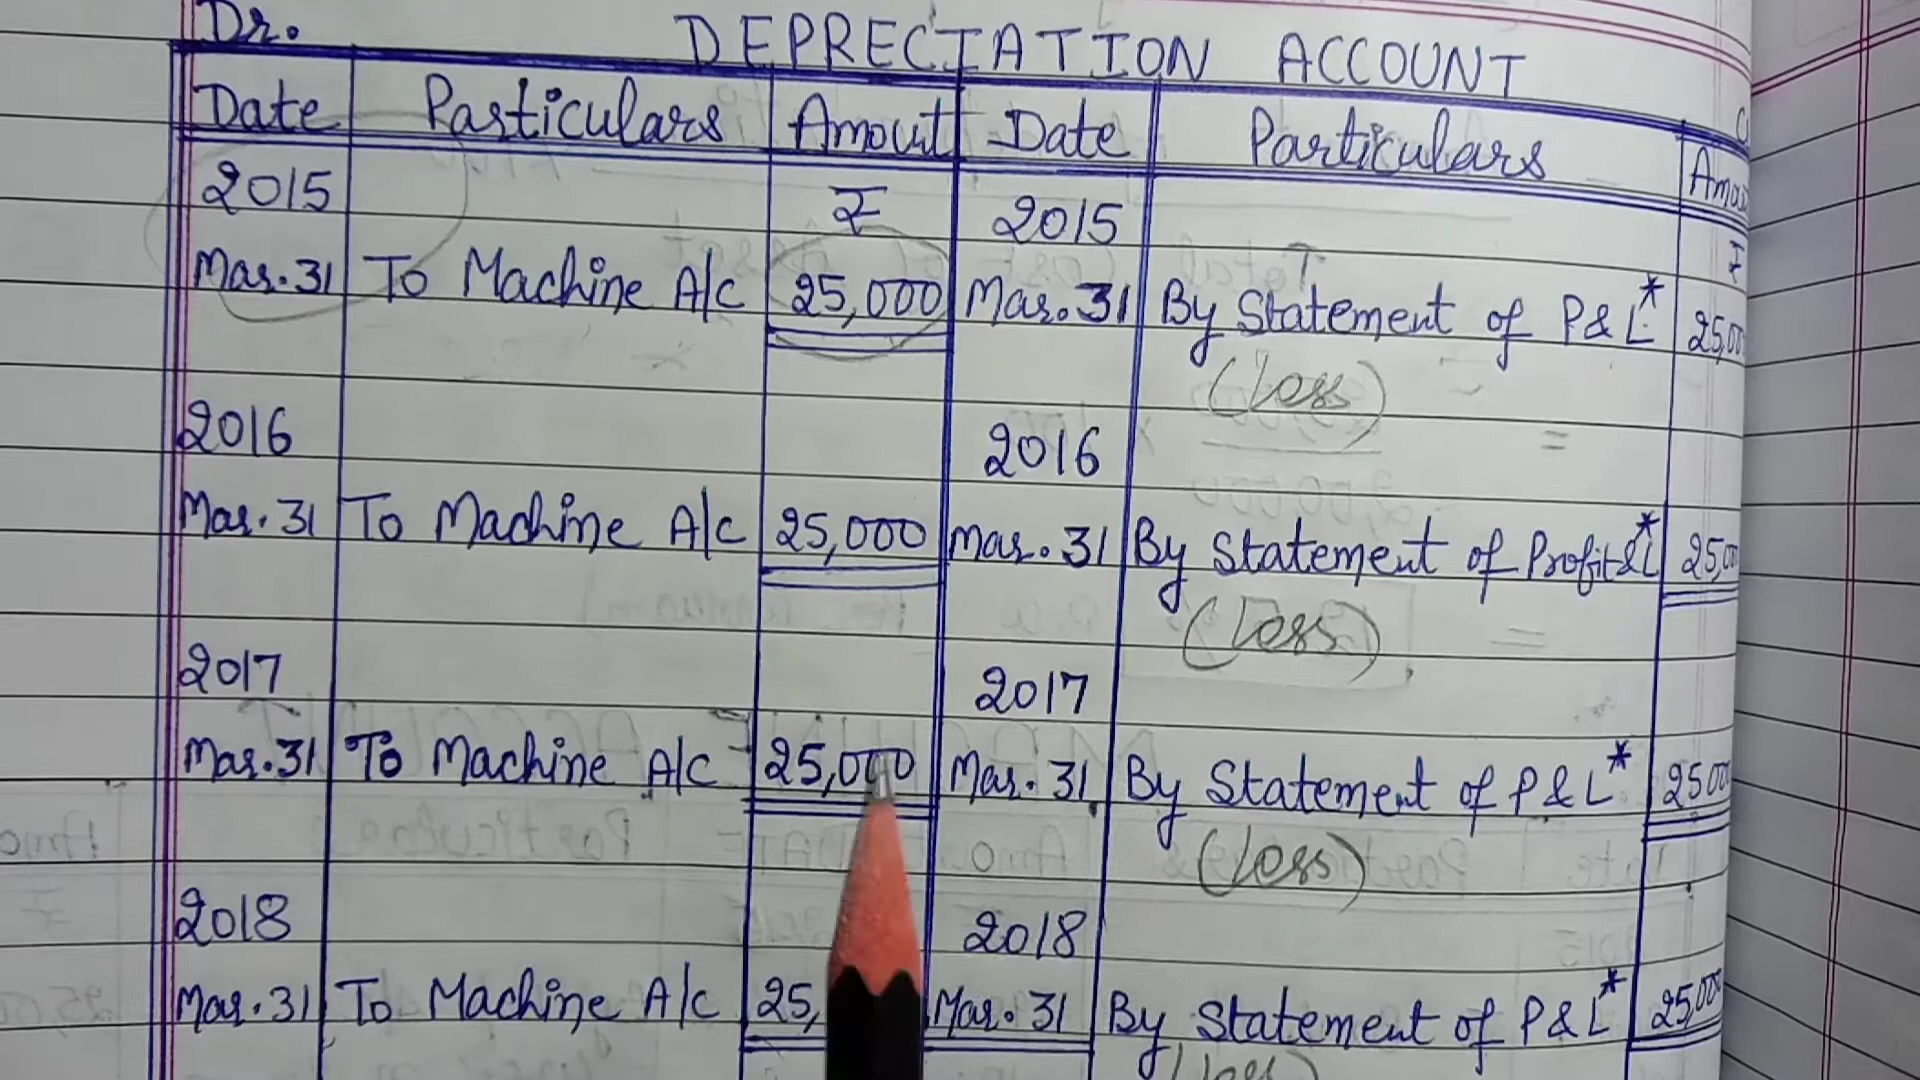 Dr.
DEPRECIATION ACCOUNT
Date Particulars Amout Date Particulars
2015 ₹ 2015 ₹
Mar. 31 To Machine A/c 25,000 Mar. 31 By Statement of P & L*
(Loss)
2016 2016
Mar. 31 To Machine A/c 25,000 Mar. 31 By Statement of Profit & L*
(Loss)
2017 2017
Mar. 31 To Machine A/c 25,000 Mar. 31 By Statement of P & L*
(Loss)
2018 2018
Mar. 31 To Machine A/c 25, Mar. 31 By Statement of P & L* 25,000